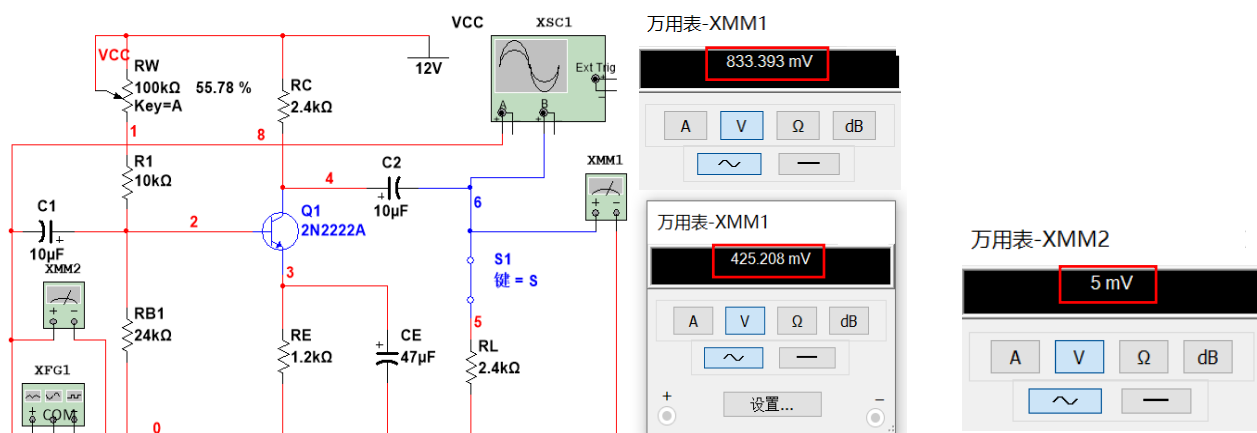 VCC
XSC1
VCC
12V
Ext Trig
RW
100kΩ 55.78 %
Key=A
RC
2.4kΩ
A
B
1
8
R1
10kΩ
4
C2
10µF
6
XMM1
C1
10µF
2
Q1
2N2222A
S1
键 = S
XMM2
3
5
RB1
24kΩ
RE
1.2kΩ
CE
47µF
RL
2.4kΩ
XFG1
COM
0
万用表-XMM1
833.393 mV
A V Ω dB
万用表-XMM1
425.208 mV
A V Ω dB
+ 设置... −
万用表-XMM2
5 mV
A V Ω dB